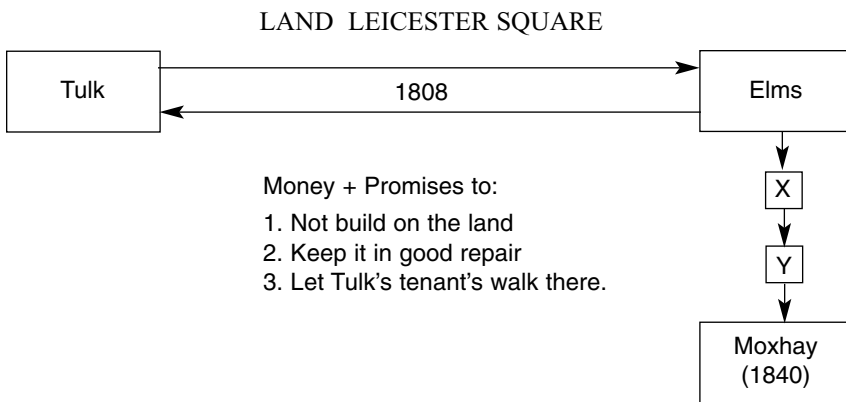 LAND LEICESTER SQUARE
Tulk
1808
Elms
Money + Promises to:
1. Not build on the land
2. Keep it in good repair
3. Let Tulk's tenant's walk there.
X
Y
Moxhay
(1840)